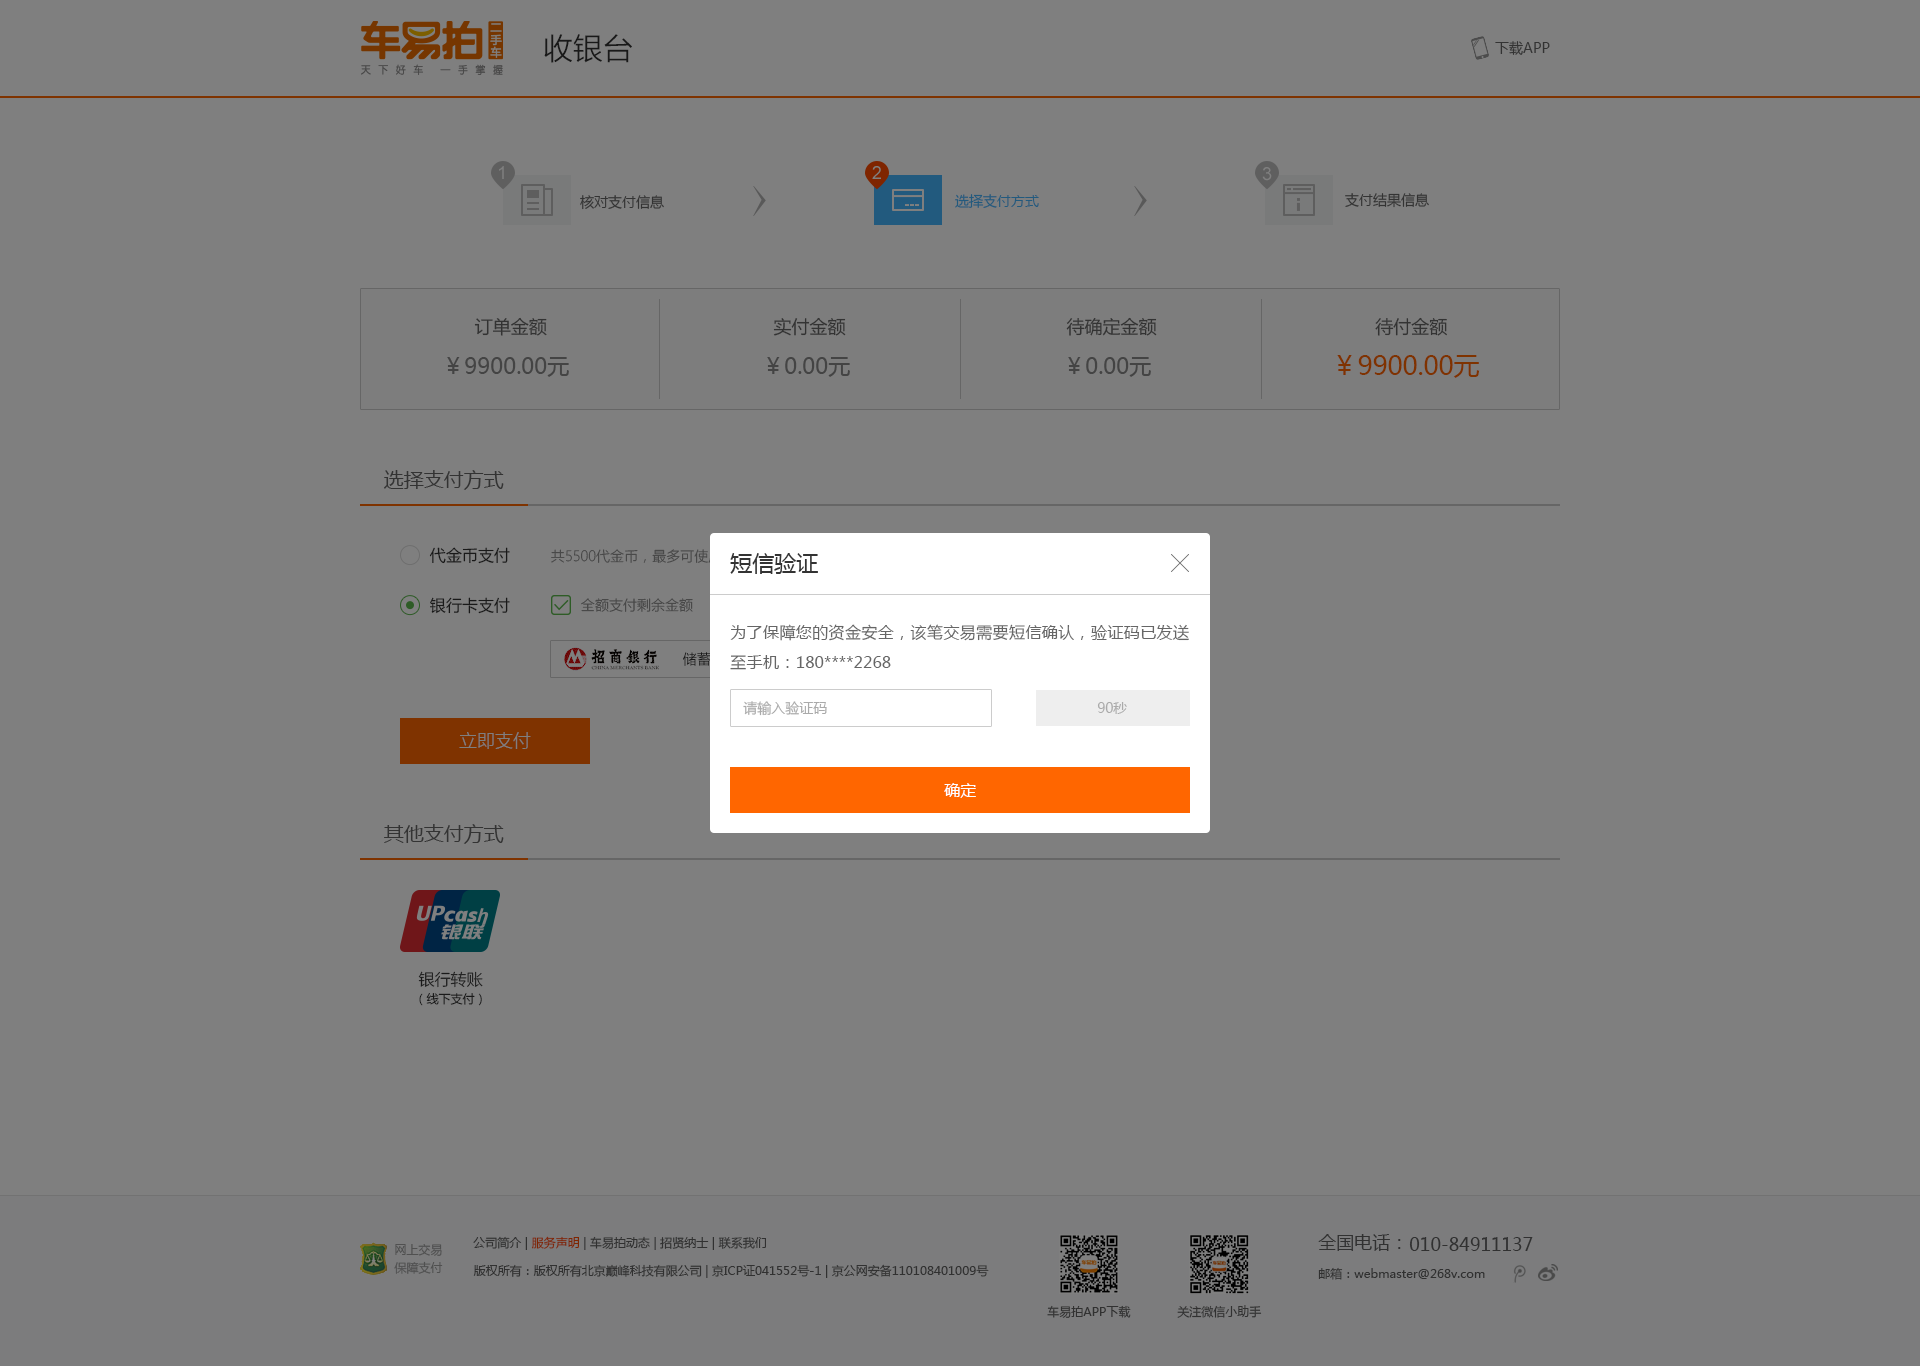 车易拍 二手车
天下好车 一手掌握
收银台
下载APP
1
核对支付信息
2
选择支付方式
3
支付结果信息
订单金额
实付金额
待确定金额
待付金额
¥ 9900.00元
¥ 0.00元
¥ 0.00元
¥ 9900.00元
选择支付方式
代金币支付
共5500代金币，最多可使
银行卡支付
全额支付剩余金额
招商银行
CHINA MERCHANTS BANK
储蓄
立即支付
短信验证
为了保障您的资金安全，该笔交易需要短信确认，验证码已发送
至手机：180****2268
请输入验证码
90秒
确定
其他支付方式
UPcash
银联
银行转账
（线下支付）
网上交易
保障支付
公司简介 | 服务声明 | 车易拍动态 | 招贤纳士 | 联系我们
版权所有：版权所有北京巅峰科技有限公司 | 京ICP证041552号-1 | 京公网安备110108401009号
车易拍APP下载
关注微信小助手
全国电话：010-84911137
邮箱：webmaster@268v.com